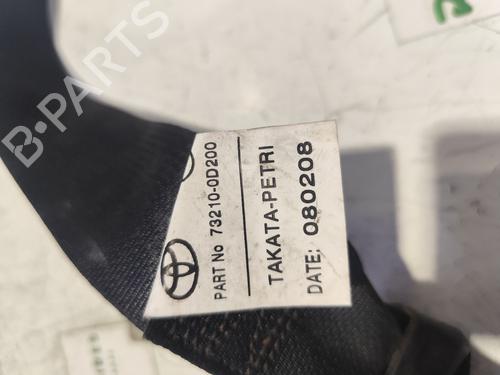 PART No 73210-0D200
TAKATA-PETRI
DATE: 080208
B-PARTS